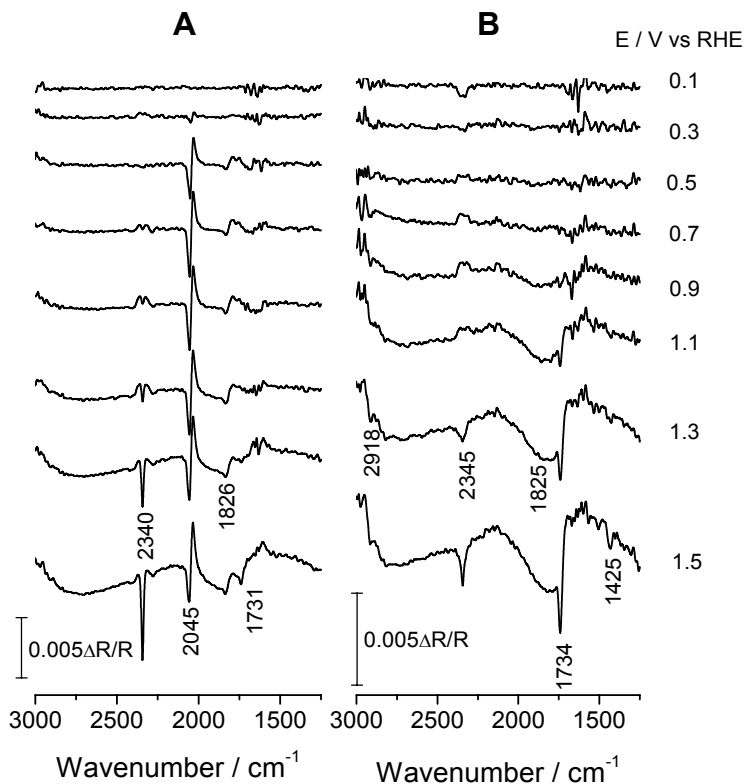 A B E / V vs RHE
0.1
0.3
0.5
0.7
0.9
1.1
1.3
1.5
2340
2045
1826
1731
0.005ΔR/R
2918
2345
1825
1734
1425
0.005ΔR/R
3000 2500 2000 1500
3000 2500 2000 1500
Wavenumber / cm⁻¹
Wavenumber / cm⁻¹